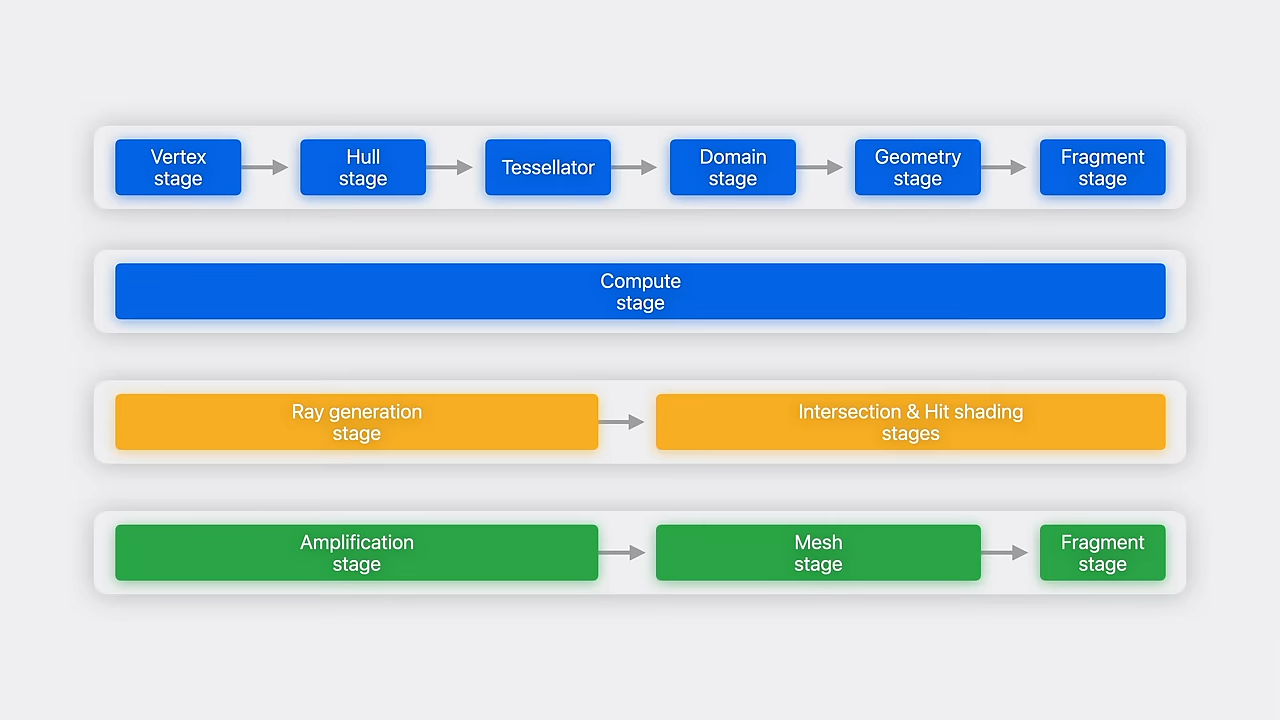 Vertex
stage
Hull
stage
Tessellator
Domain
stage
Geometry
stage
Fragment
stage
Compute
stage
Ray generation
stage
Intersection & Hit shading
stages
Amplification
stage
Mesh
stage
Fragment
stage